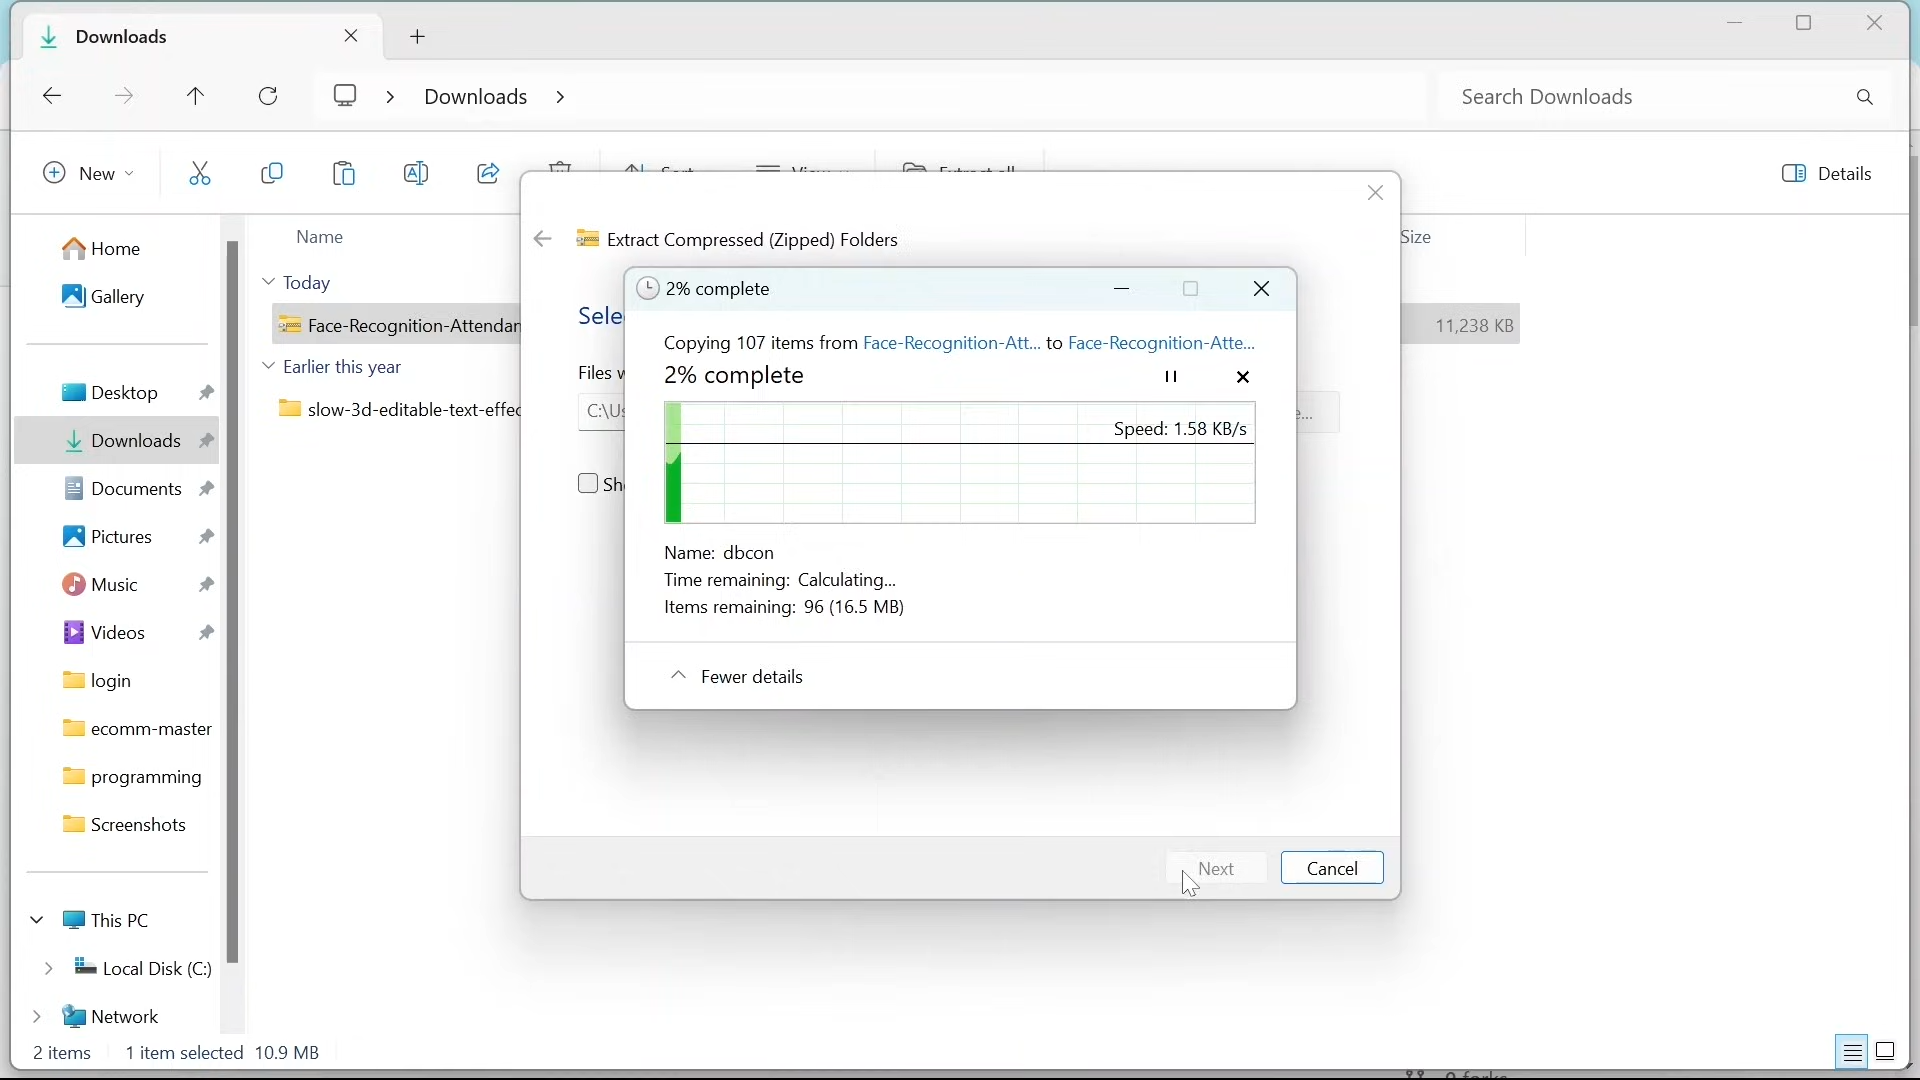 Downloads
Downloads
Search Downloads
New
Details
Home
Gallery
Desktop
Downloads
Documents
Pictures
Music
Videos
login
ecomm-master
programming
Screenshots
This PC
Local Disk (C:)
Network
Name
Size
Today
Face-Recognition-Attendan
11,238 KB
Earlier this year
slow-3d-editable-text-effec
Extract Compressed (Zipped) Folders
Sele
Files w
C:\Us
e...
Sh
2% complete
Copying 107 items from Face-Recognition-Att... to Face-Recognition-Atte...
2% complete
Speed: 1.58 KB/s
Name: dbcon
Time remaining: Calculating...
Items remaining: 96 (16.5 MB)
Fewer details
Next
Cancel
2 items
1 item selected 10.9 MB